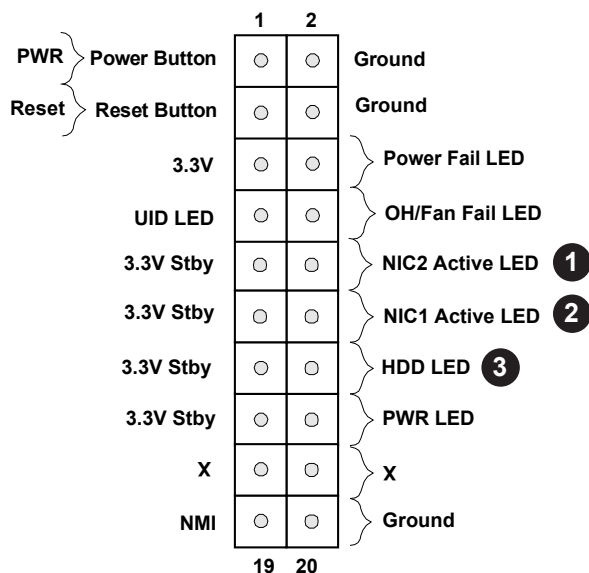 1 2
PWR Power Button Ground
Reset Reset Button Ground
3.3V Power Fail LED
UID LED OH/Fan Fail LED
3.3V Stby NIC2 Active LED 1
3.3V Stby NIC1 Active LED 2
3.3V Stby HDD LED 3
3.3V Stby PWR LED
X X
NMI Ground
19 20